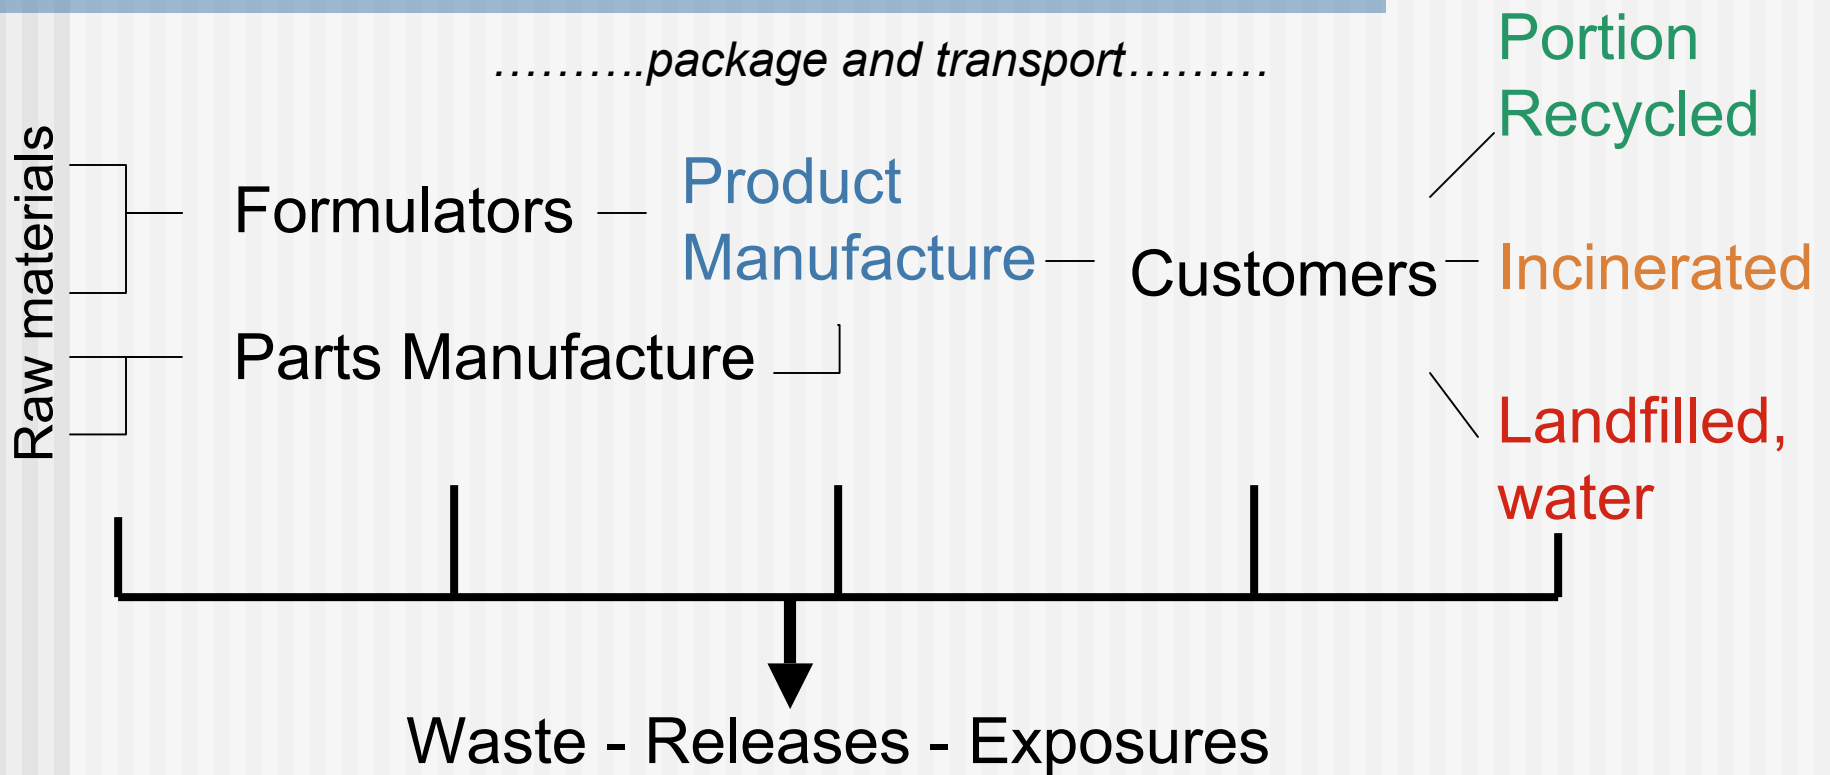 ……….package and transport………
Raw materials
Formulators
Parts Manufacture
Product
Manufacture
Customers
Portion
Recycled
Incinerated
Landfilled,
water
Waste - Releases - Exposures